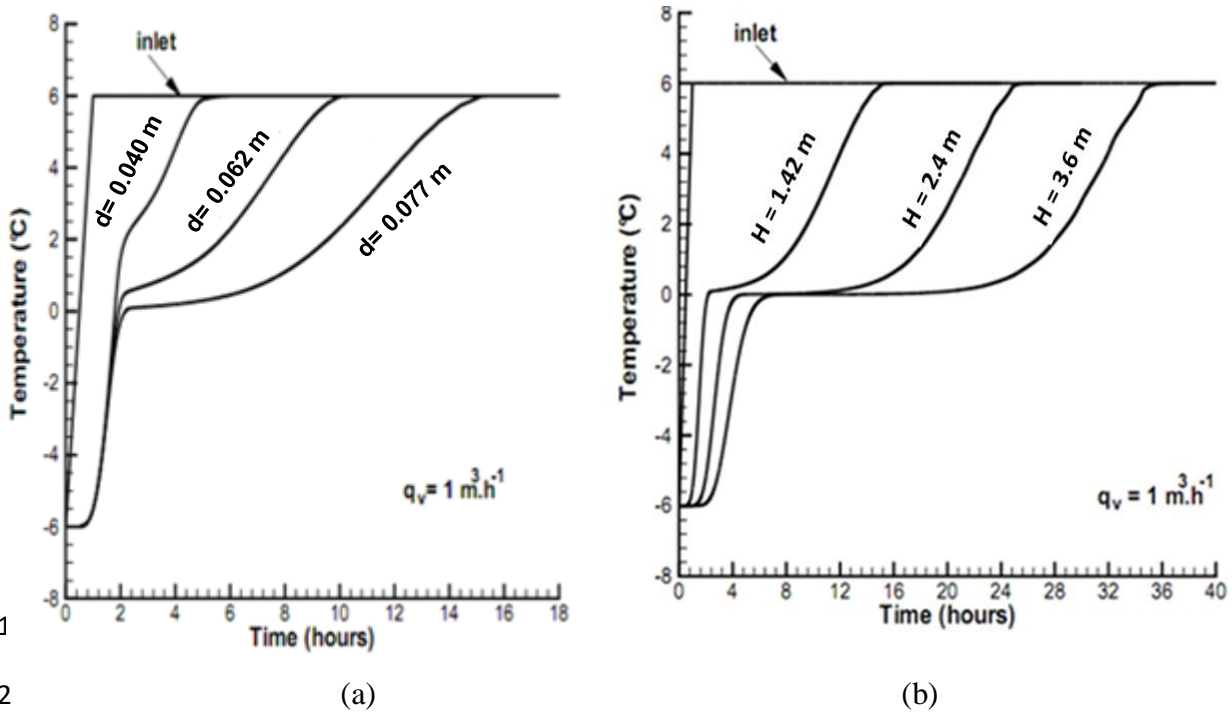 8
6
4
2
0
-2
-4
-6
-8
Temperature (°C)
inlet
d= 0.040 m
d= 0.062 m
d= 0.077 m
qv= 1 m3.h-1
0 2 4 6 8 10 12 14 16 18
Time (hours)
(a)
8
6
4
2
0
-2
-4
-6
-8
Temperature (°C)
inlet
H = 1.42 m
H = 2.4 m
H = 3.6 m
qv = 1 m3.h-1
0 4 8 12 16 20 24 28 32 36 40
Time (hours)
(b)
1
2